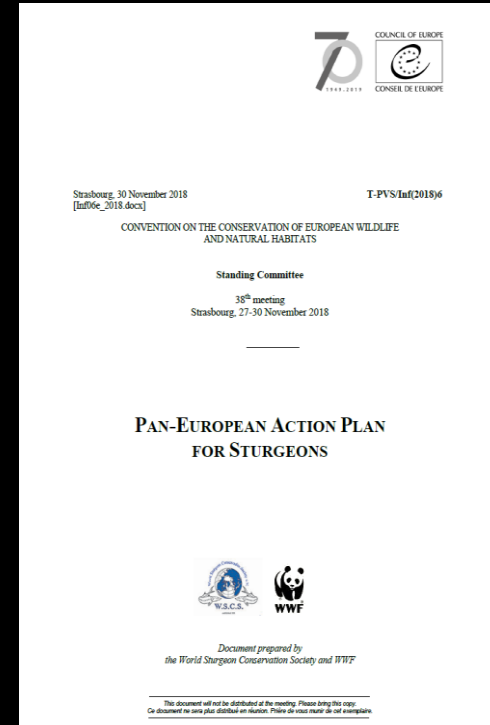 COUNCIL OF EUROPE
70
1949.2019
CONSEIL DE L'EUROPE
Strasbourg, 30 November 2018 T-PVS/Inf(2018)6
[Inf06e_2018.docx]
CONVENTION ON THE CONSERVATION OF EUROPEAN WILDLIFE
AND NATURAL HABITATS
Standing Committee
38th meeting
Strasbourg, 27-30 November 2018
PAN-EUROPEAN ACTION PLAN
FOR STURGEONS
W.S.C.S.
WWF
Document prepared by
the World Sturgeon Conservation Society and WWF
This document will not be distributed at the meeting. Please bring this copy.
Ce document ne sera plus distribué en réunion. Prière de vous munir de cet exemplaire.